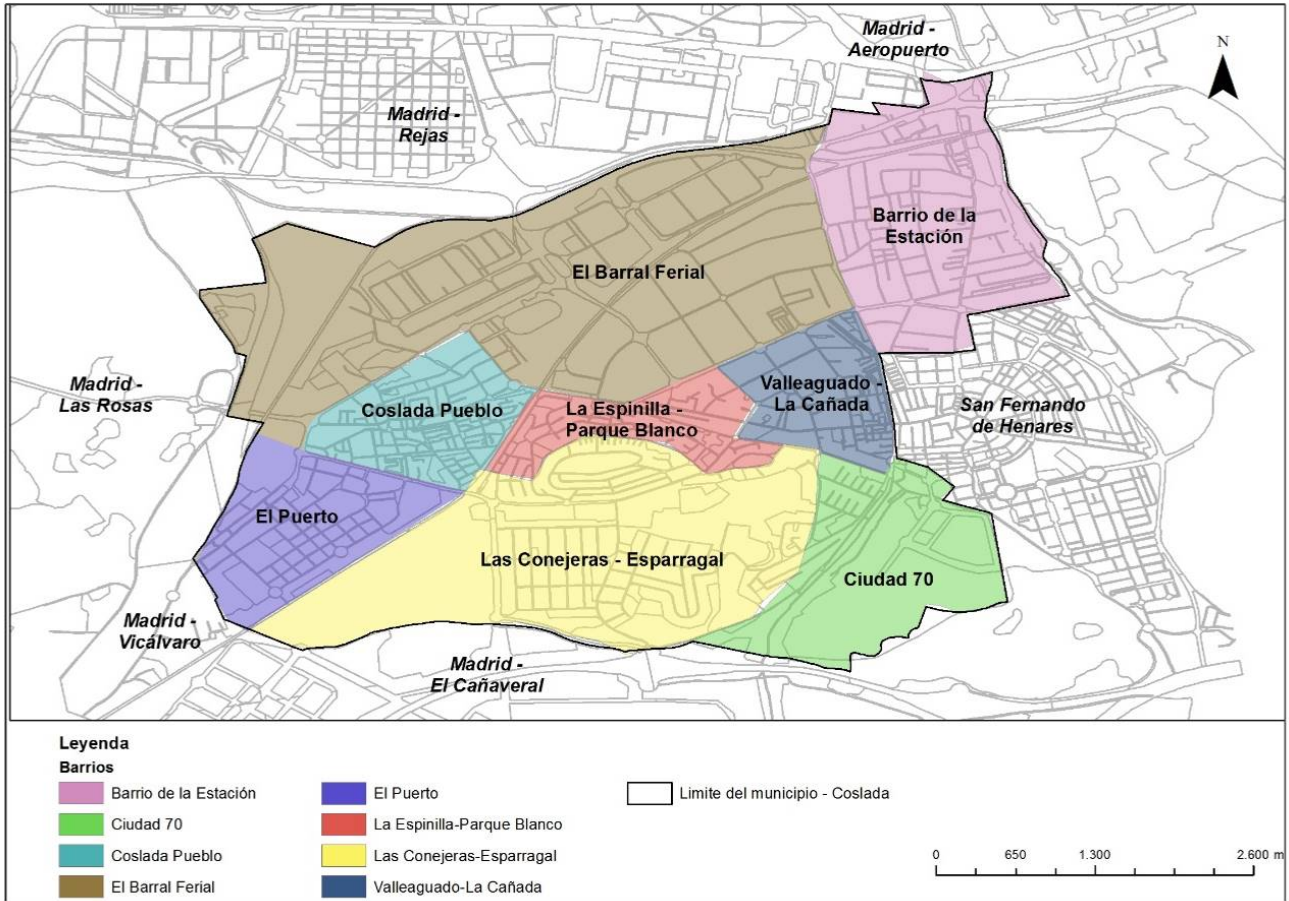 Madrid -
Aeropuerto
N
Madrid -
Rejas
Barrio de la
Estación
El Barral Ferial
Madrid -
Las Rosas
Coslada Pueblo
La Espinilla -
Parque Blanco
Valleaguado -
La Cañada
San Fernando
de Henares
El Puerto
Las Conejeras - Esparragal
Ciudad 70
Madrid -
Vicálvaro
Madrid -
El Cañaveral
Leyenda
Barrios
Barrio de la Estación
Ciudad 70
Coslada Pueblo
El Barral Ferial
El Puerto
La Espinilla-Parque Blanco
Las Conejeras-Esparragal
Valleaguado-La Cañada
Limite del municipio - Coslada
0 650 1.300 2.600 m